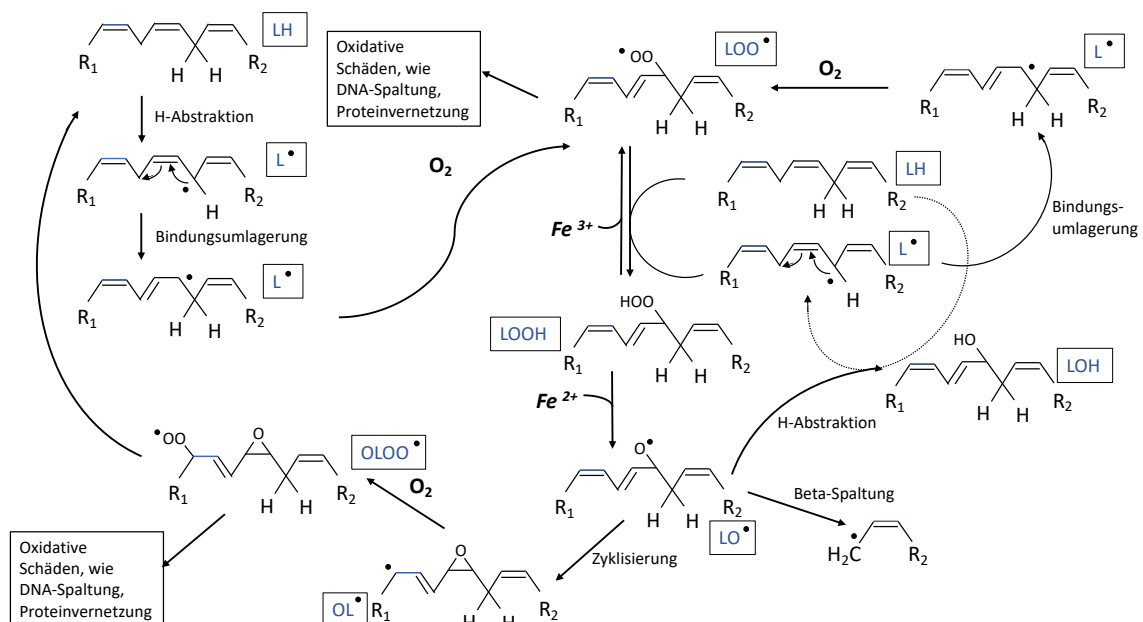 LH
R1
R2
H H
H-Abstraktion
L•
R1
R2
H
Bindungsumlagerung
L•
R1
R2
H H
Oxidative
Schäden, wie
DNA-Spaltung,
Proteinvernetzung
O2
•OO
LOO•
R1
R2
H H
O2
L•
R1
R2
H H
LH
R1
R2
H H
Fe 3+
L•
R1
R2
H
Bindungs-
umlagerung
HOO
LOOH
R1
R2
H H
Fe 2+
HO
LOH
R1
R2
H H
H-Abstraktion
O•
R1
R2
H H
LO•
Beta-Spaltung
H2C•
R2
Zyklisierung
•OO
O
OLOO•
R1
R2
H H
O2
Oxidative
Schäden, wie
DNA-Spaltung,
Proteinvernetzung
O
OL•
R1
R2
H H